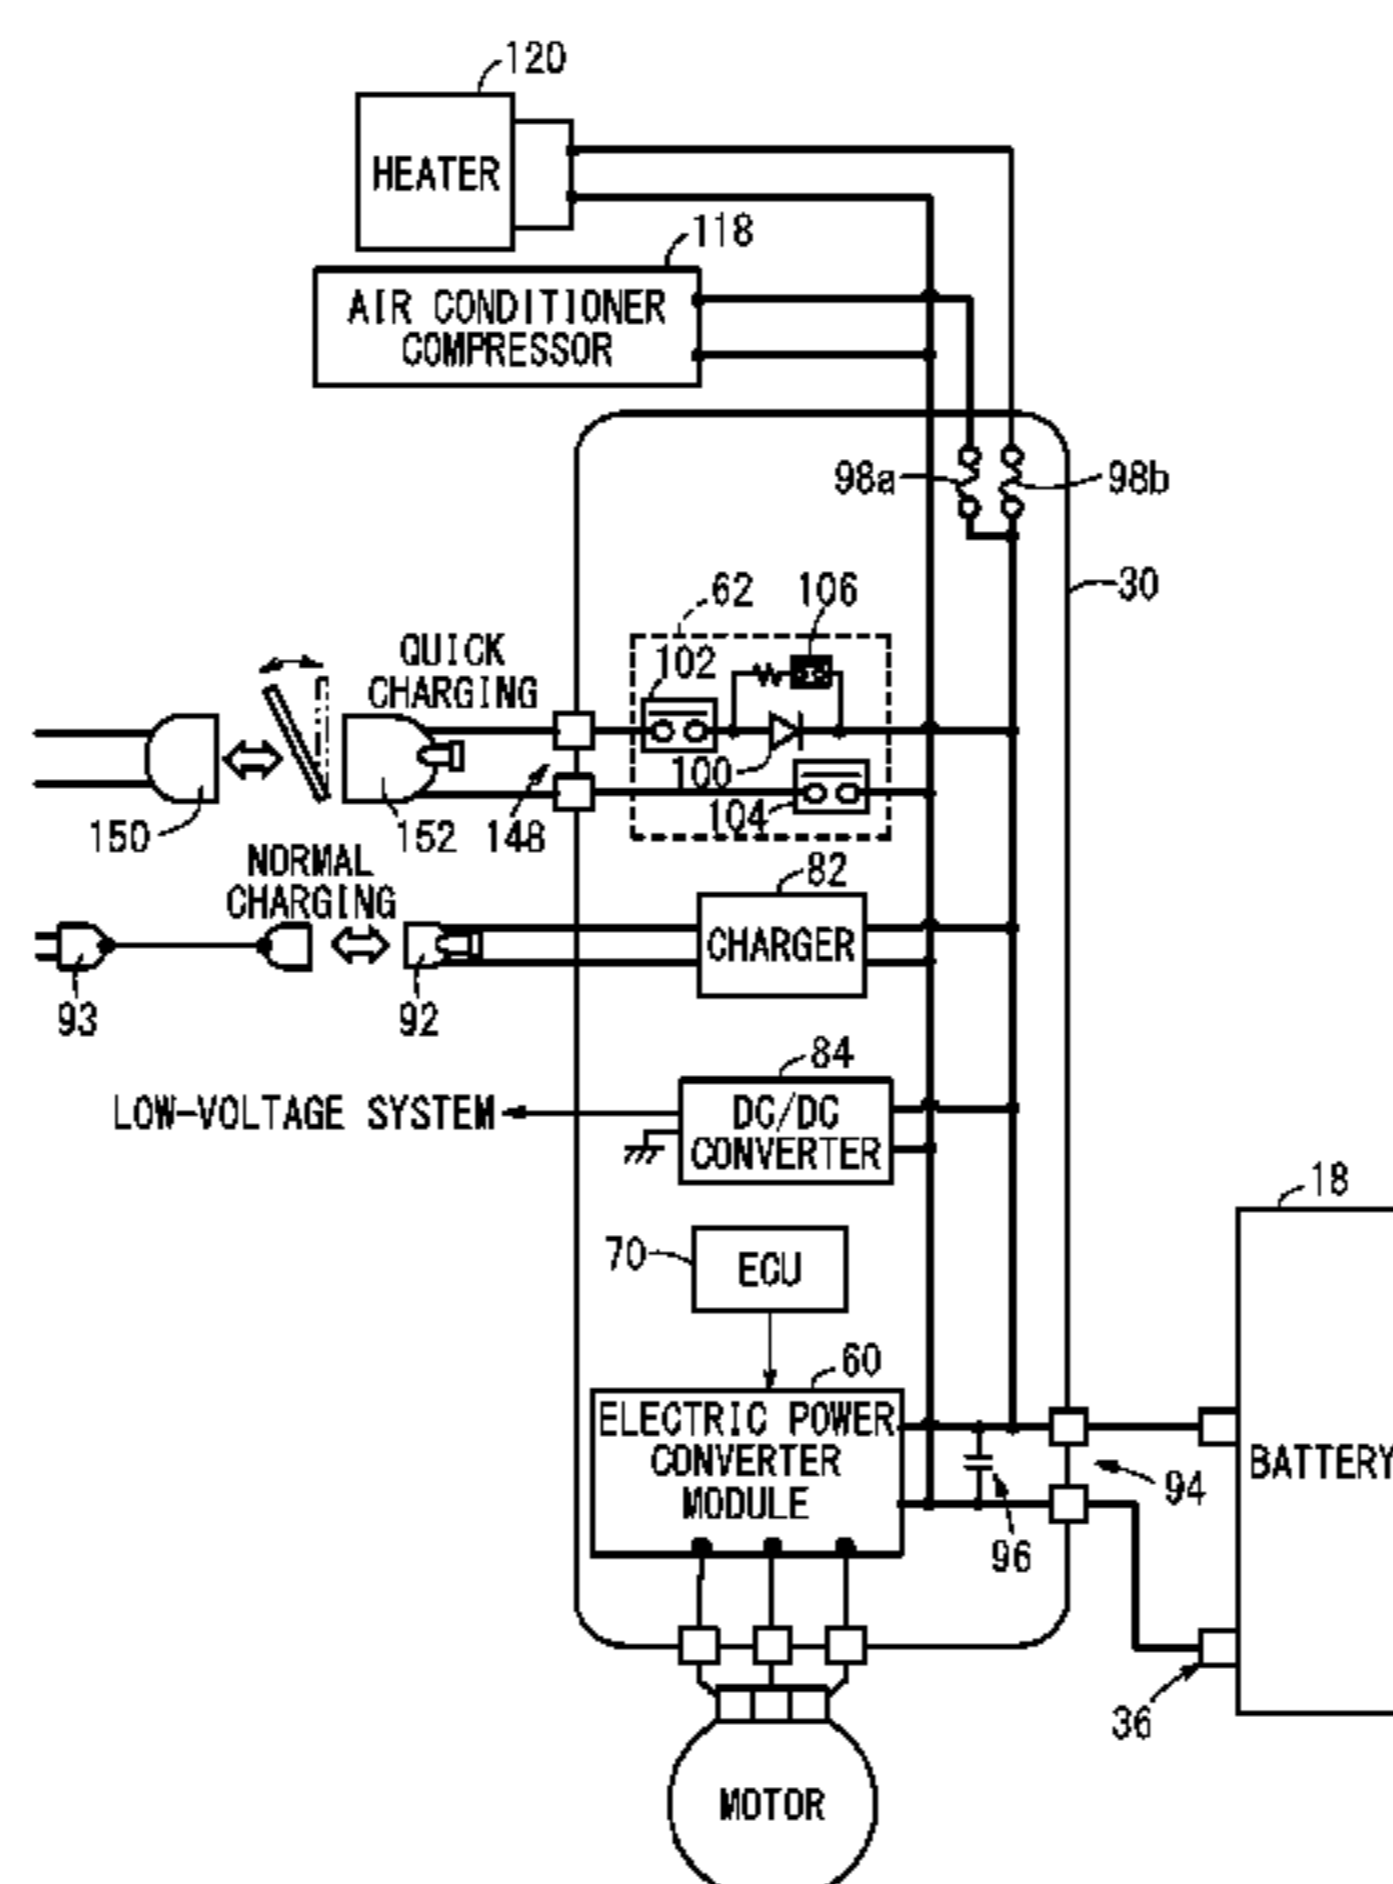 120
HEATER
118
AIR CONDITIONER
COMPRESSOR
98a
98b
30
62
106
QUICK
CHARGING
102
100
104
150
152
148
NORMAL
CHARGING
82
CHARGER
93
92
84
LOW-VOLTAGE SYSTEM
DC/DC
CONVERTER
18
70
ECU
60
ELECTRIC POWER
CONVERTER
MODULE
BATTERY
94
96
36
MOTOR